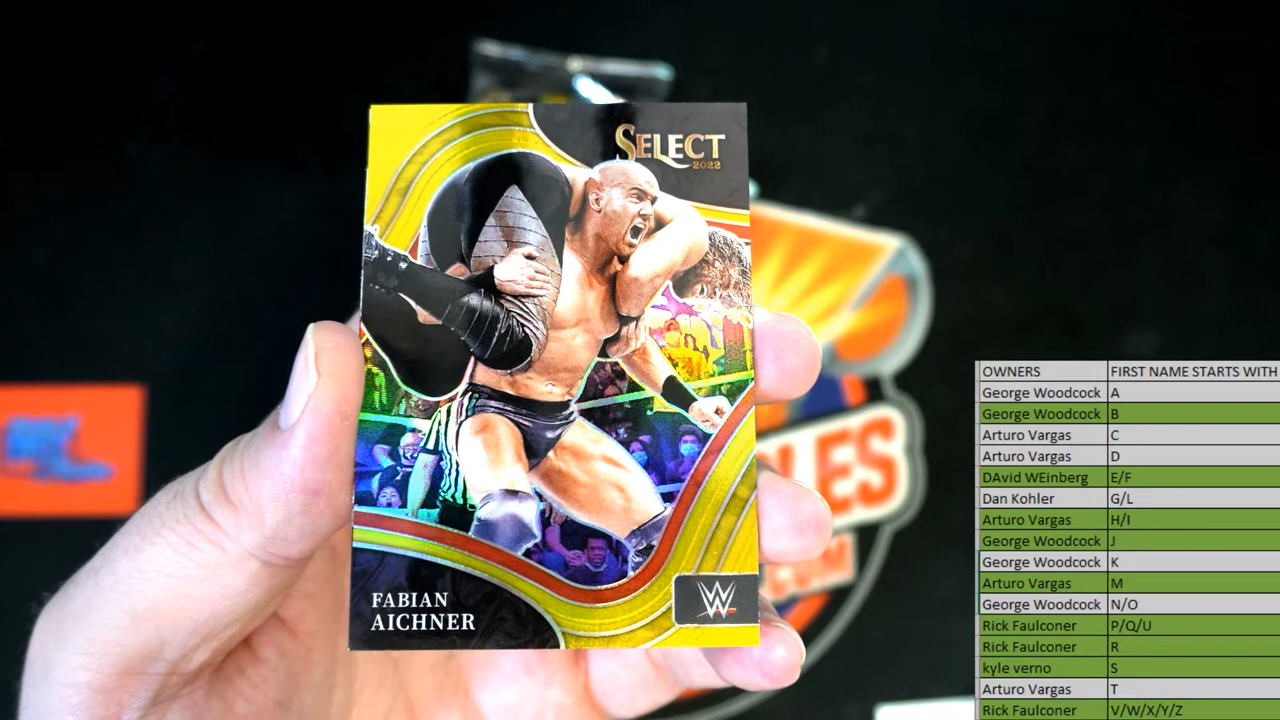 SELECT
2022
FABIAN
AICHNER
W
LES
.COM
OWNERS FIRST NAME STARTS WITH
George Woodcock A
George Woodcock B
Arturo Vargas C
Arturo Vargas D
DAvid WEinberg E/F
Dan Kohler G/L
Arturo Vargas H/I
George Woodcock J
George Woodcock K
Arturo Vargas M
George Woodcock N/O
Rick Faulconer P/Q/U
Rick Faulconer R
kyle verno S
Arturo Vargas T
Rick Faulconer V/W/X/Y/Z